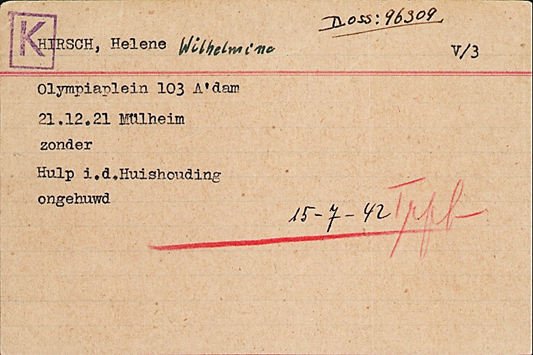 Doss: 96309
K
HIRSCH, Helene Wilhelmine V/3
Olympiaplein 103 A'dam
21.12.21 Mülheim
zonder
Hulp i.d.Huishouding
ongehuwd
15-7-42